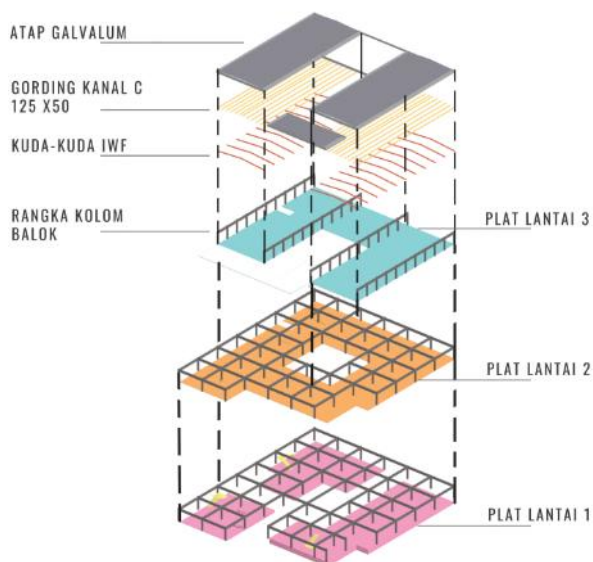 ATAP GALVALUM
GORDING KANAL C
125 X50
KUDA-KUDA IWF
RANGKA KOLOM
BALOK
PLAT LANTAI 3
PLAT LANTAI 2
PLAT LANTAI 1